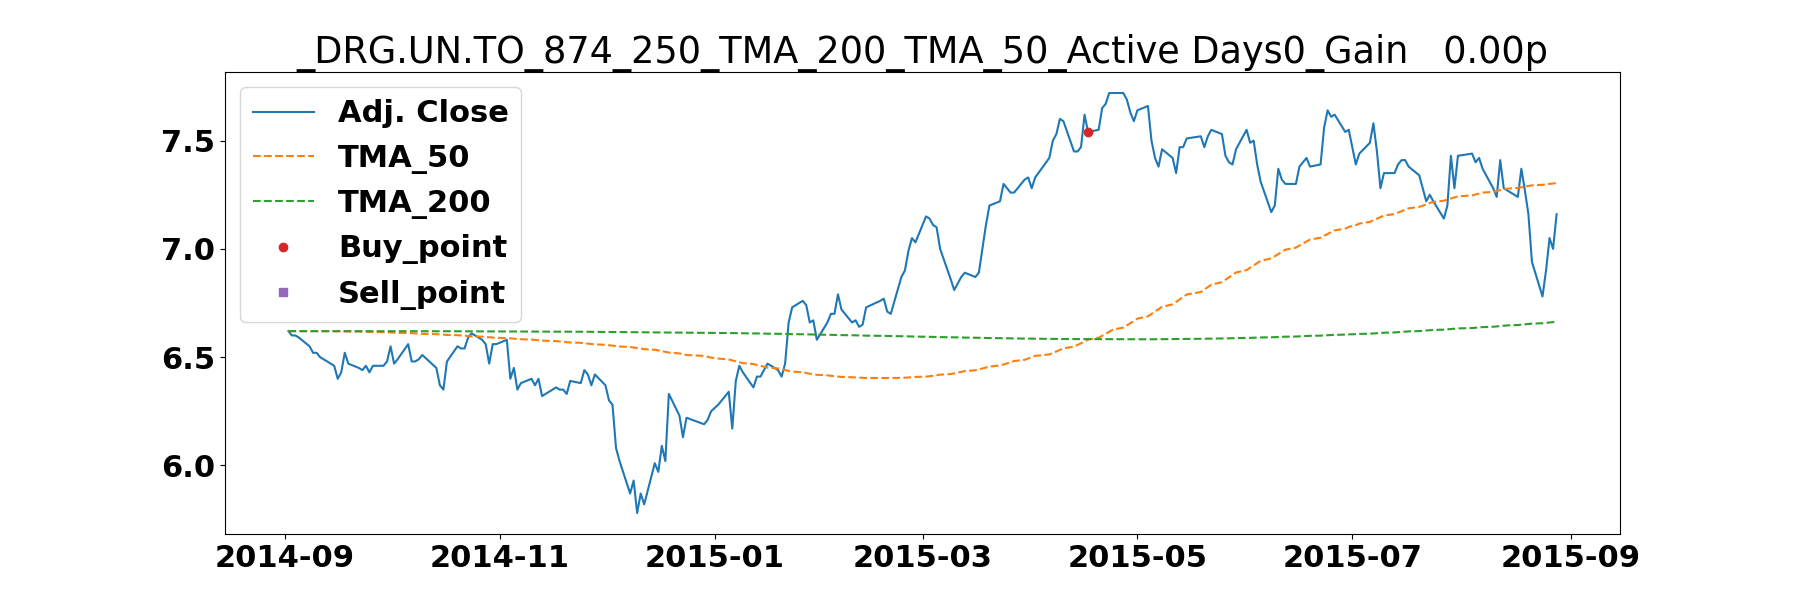 _DRG.UN.TO_874_250_TMA_200_TMA_50_Active Days0_Gain   0.00p
Adj. Close
TMA_50
TMA_200
Buy_point
Sell_point
7.5
7.0
6.5
6.0
2014-09 2014-11 2015-01 2015-03 2015-05 2015-07 2015-09